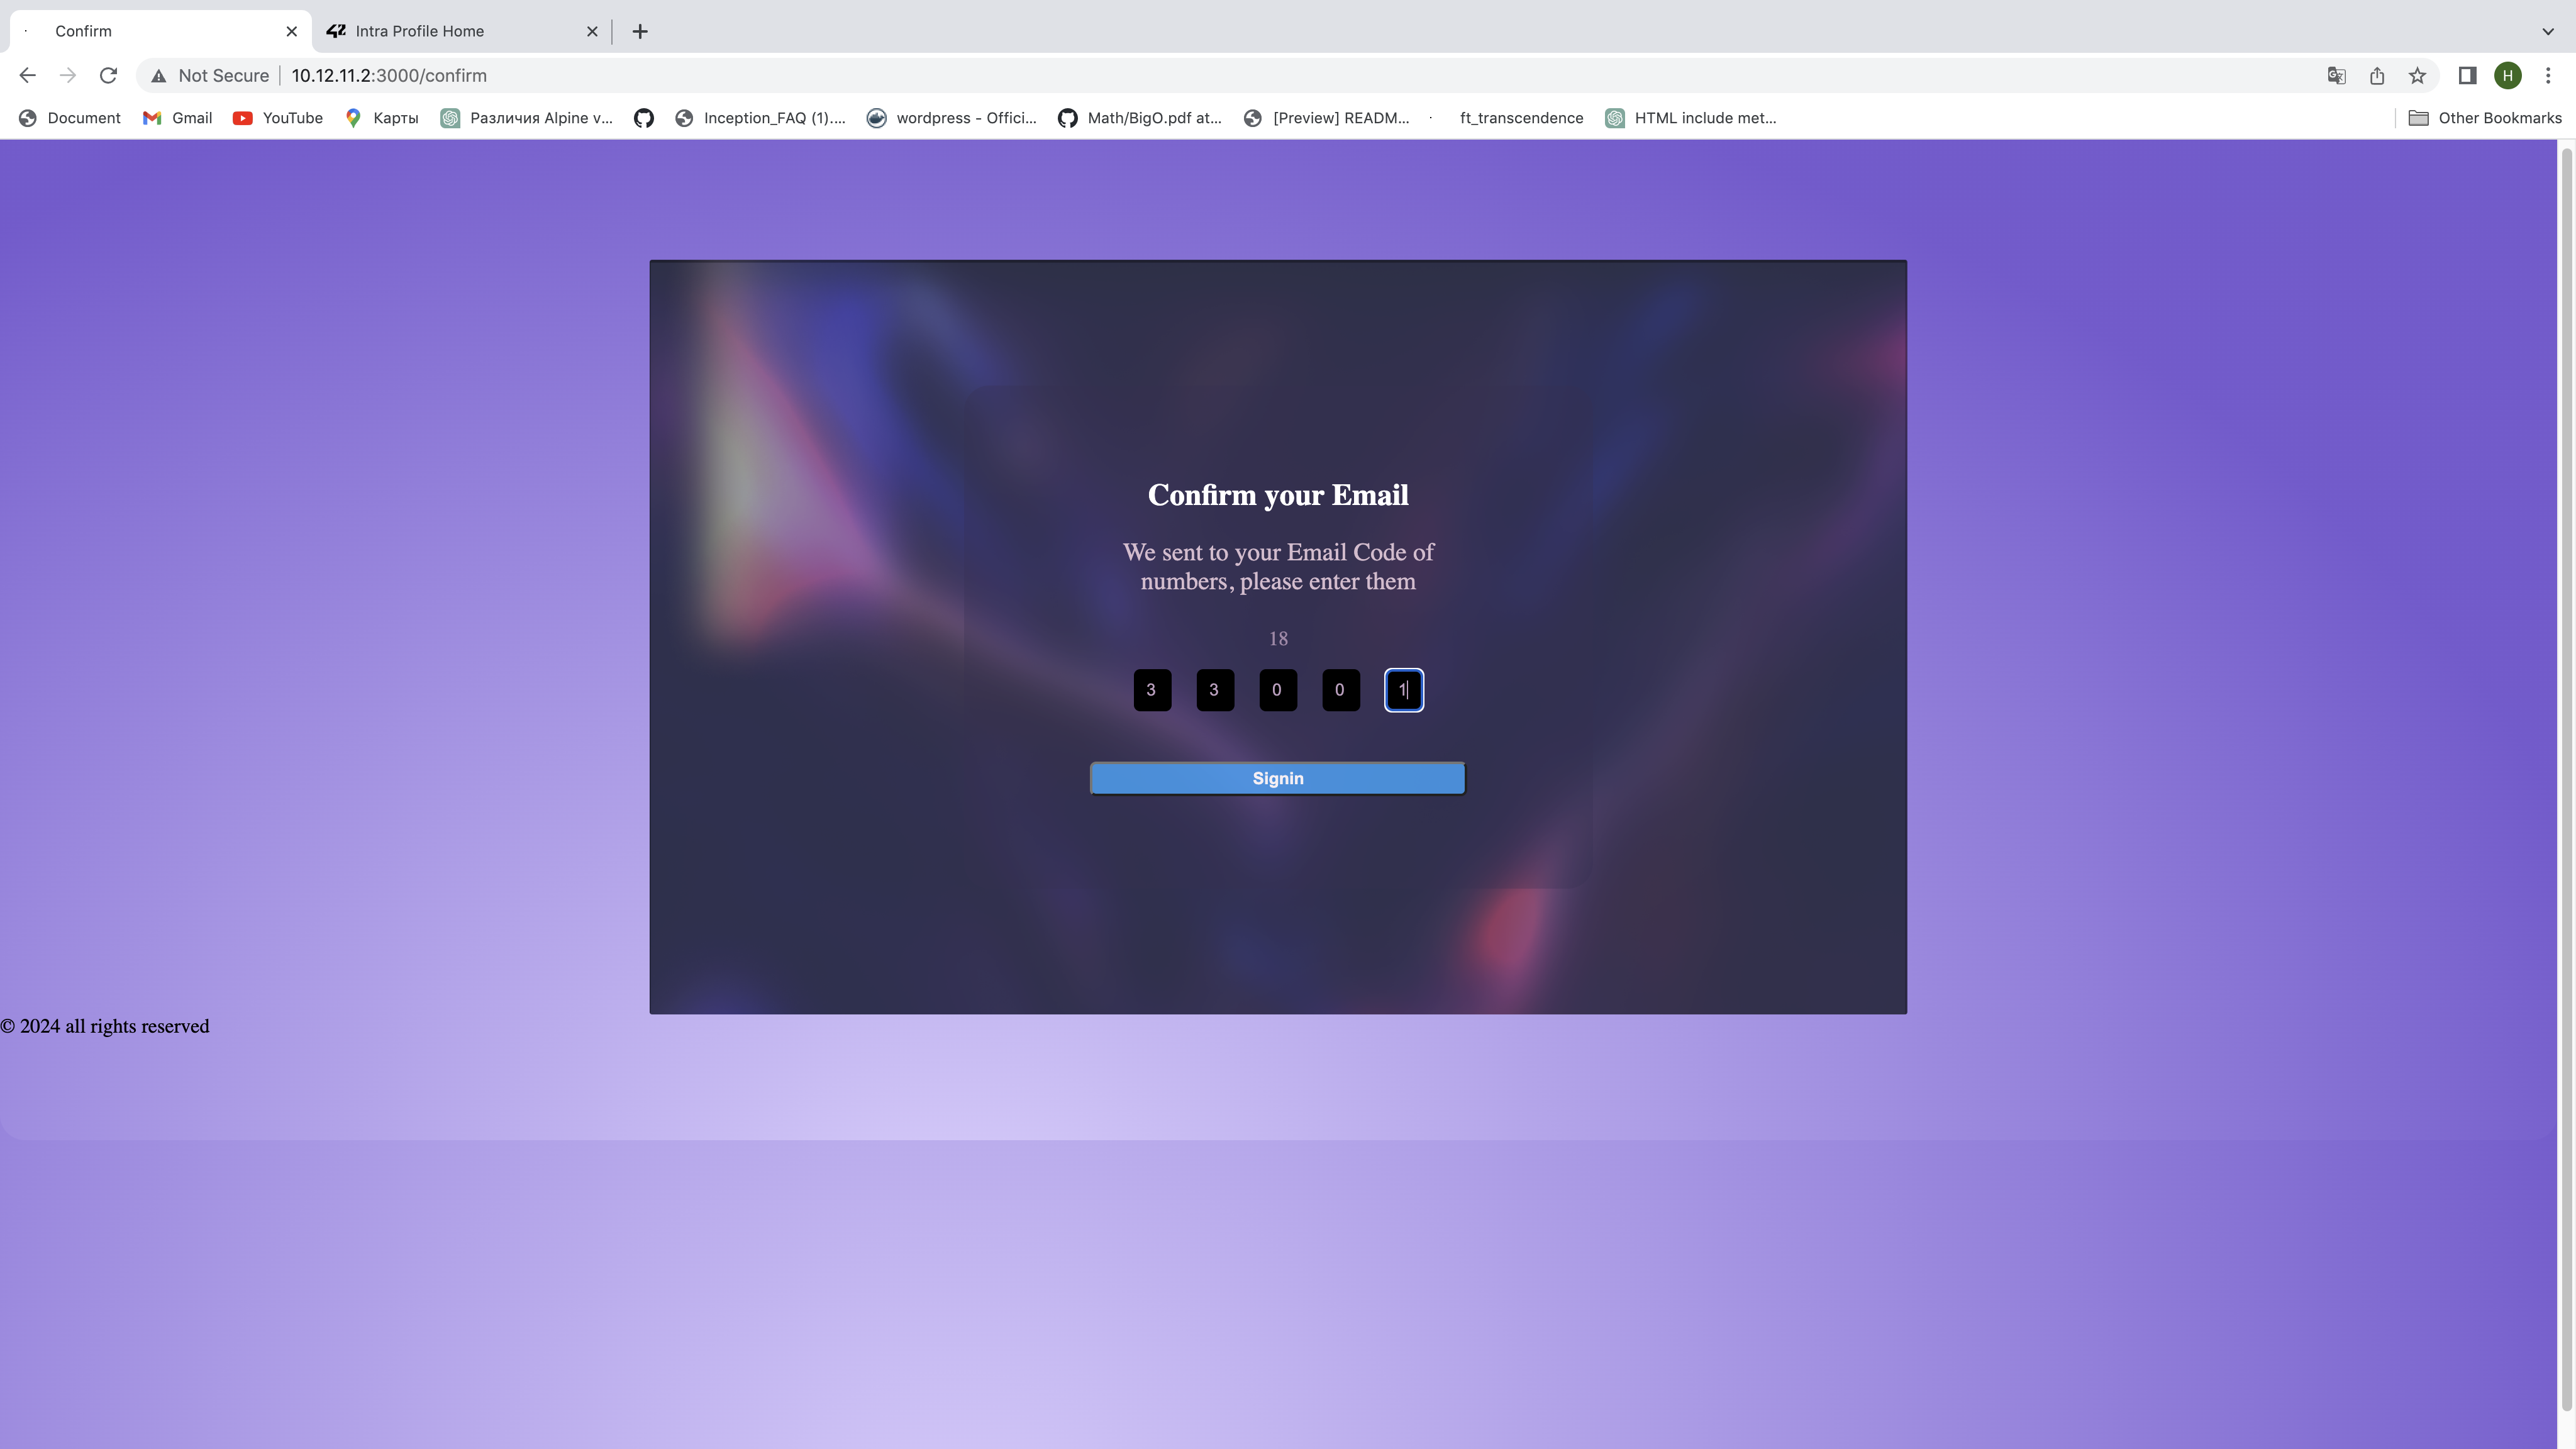 Confirm
Intra Profile Home
Not Secure
10.12.11.2:3000/confirm
H
Document
Gmail
YouTube
Карты
Различия Alpine v...
Inception_FAQ (1)....
wordpress - Offici...
Math/BigO.pdf at...
[Preview] READM...
ft_transcendence
HTML include met...
Other Bookmarks
Confirm your Email
We sent to your Email Code of
numbers, please enter them
18
3 3 0 0 1
Signin
© 2024 all rights reserved